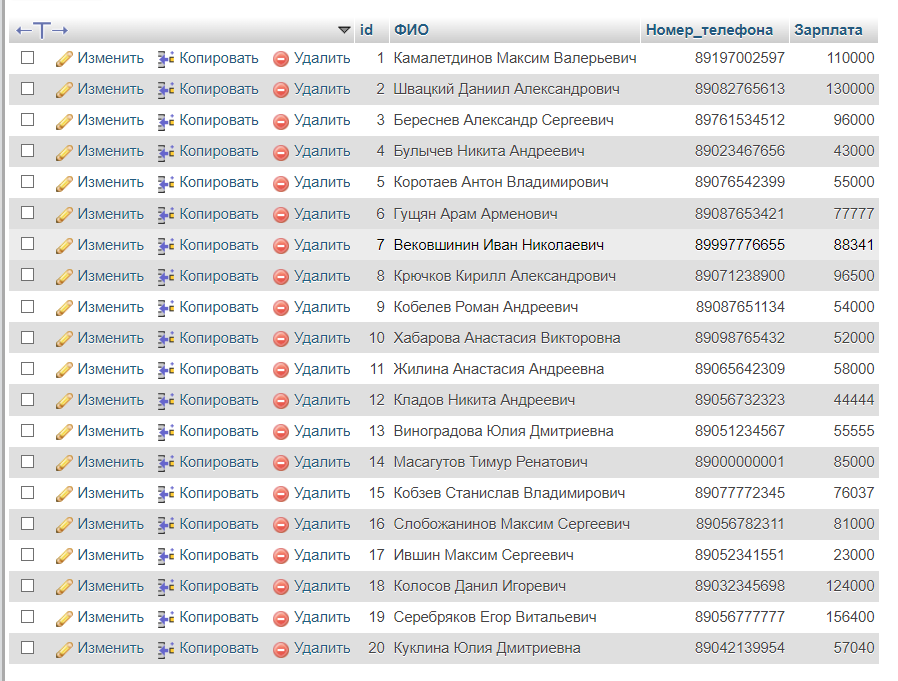 ←T→ id ФИО Номер_телефона Зарплата
Изменить Копировать Удалить 1 Камалетдинов Максим Валерьевич 89197002597 110000
Изменить Копировать Удалить 2 Швацкий Даниил Александрович 89082765613 130000
Изменить Копировать Удалить 3 Береснев Александр Сергеевич 89761534512 96000
Изменить Копировать Удалить 4 Булычев Никита Андреевич 89023467656 43000
Изменить Копировать Удалить 5 Коротаев Антон Владимирович 89076542399 55000
Изменить Копировать Удалить 6 Гущян Арам Арменович 89087653421 77777
Изменить Копировать Удалить 7 Вековшинин Иван Николаевич 89997776655 88341
Изменить Копировать Удалить 8 Крючков Кирилл Александрович 89071238900 96500
Изменить Копировать Удалить 9 Кобелев Роман Андреевич 89087651134 54000
Изменить Копировать Удалить 10 Хабарова Анастасия Викторовна 89098765432 52000
Изменить Копировать Удалить 11 Жилина Анастасия Андреевна 89065642309 58000
Изменить Копировать Удалить 12 Кладов Никита Андреевич 89056732323 44444
Изменить Копировать Удалить 13 Виноградова Юлия Дмитриевна 89051234567 55555
Изменить Копировать Удалить 14 Масагутов Тимур Ренатович 89000000001 85000
Изменить Копировать Удалить 15 Кобзев Станислав Владимирович 89077772345 76037
Изменить Копировать Удалить 16 Слобожанинов Максим Сергеевич 89056782311 81000
Изменить Копировать Удалить 17 Ившин Максим Сергеевич 89052341551 23000
Изменить Копировать Удалить 18 Колосов Данил Игоревич 89032345698 124000
Изменить Копировать Удалить 19 Серебряков Егор Витальевич 89056777777 156400
Изменить Копировать Удалить 20 Куклина Юлия Дмитриевна 89042139954 57040